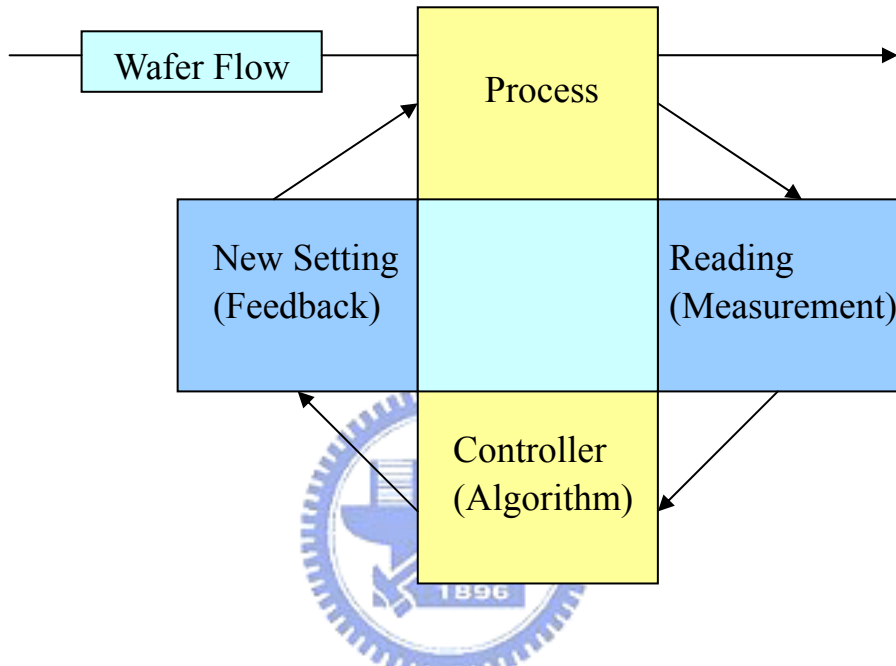 Wafer Flow
Process
New Setting
(Feedback)
Reading
(Measurement)
Controller
(Algorithm)
1896